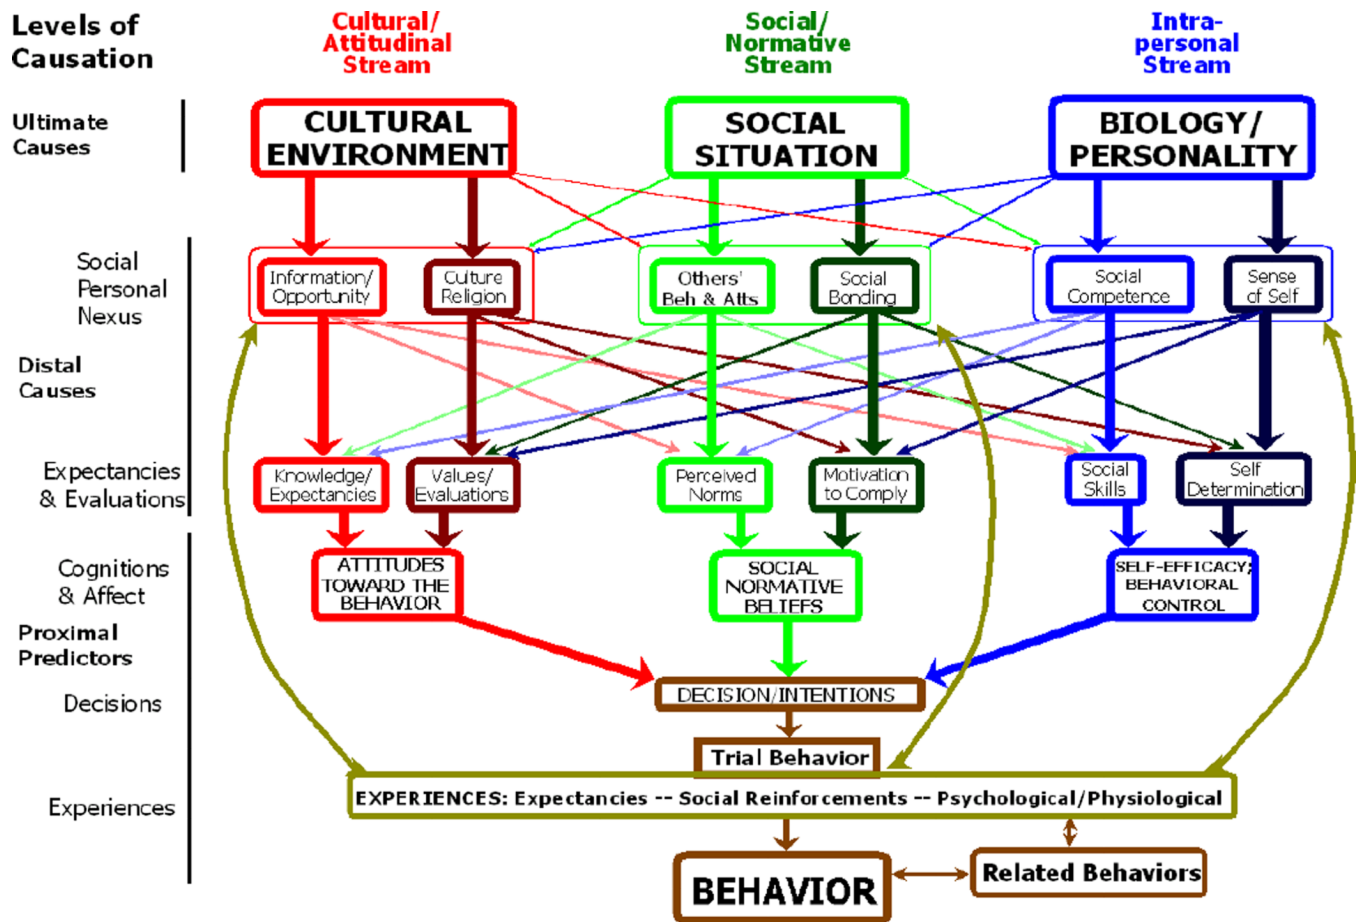 Levels of
Causation
Cultural/
Attitudinal
Stream
Social/
Normative
Stream
Intra-
personal
Stream
Ultimate
Causes
CULTURAL
ENVIRONMENT
SOCIAL
SITUATION
BIOLOGY/
PERSONALITY
Social
Personal
Nexus
Information/
Opportunity
Culture
Religion
Others'
Beh & Atts
Social
Bonding
Social
Competence
Sense
of Self
Distal
Causes
Expectancies
& Evaluations
Knowledge/
Expectancies
Values/
Evaluations
Perceived
Norms
Motivation
to Comply
Social
Skills
Self
Determination
Cognitions
& Affect
ATTITUDES
TOWARD THE
BEHAVIOR
SOCIAL
NORMATIVE
BELIEFS
SELF-EFFICACY;
BEHAVIORAL
CONTROL
Proximal
Predictors
Decisions
DECISION/INTENTIONS
Trial Behavior
Experiences
EXPERIENCES: Expectancies -- Social Reinforcements -- Psychological/Physiological
BEHAVIOR
Related Behaviors